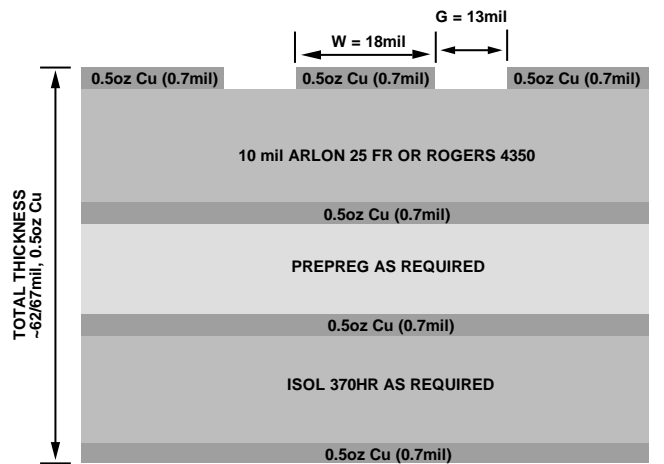 G = 13mil
W = 18mil
0.5oz Cu (0.7mil)
0.5oz Cu (0.7mil)
0.5oz Cu (0.7mil)
10 mil ARLON 25 FR OR ROGERS 4350
0.5oz Cu (0.7mil)
PREPREG AS REQUIRED
0.5oz Cu (0.7mil)
ISOL 370HR AS REQUIRED
0.5oz Cu (0.7mil)
TOTAL THICKNESS
~62/67mil, 0.5oz Cu